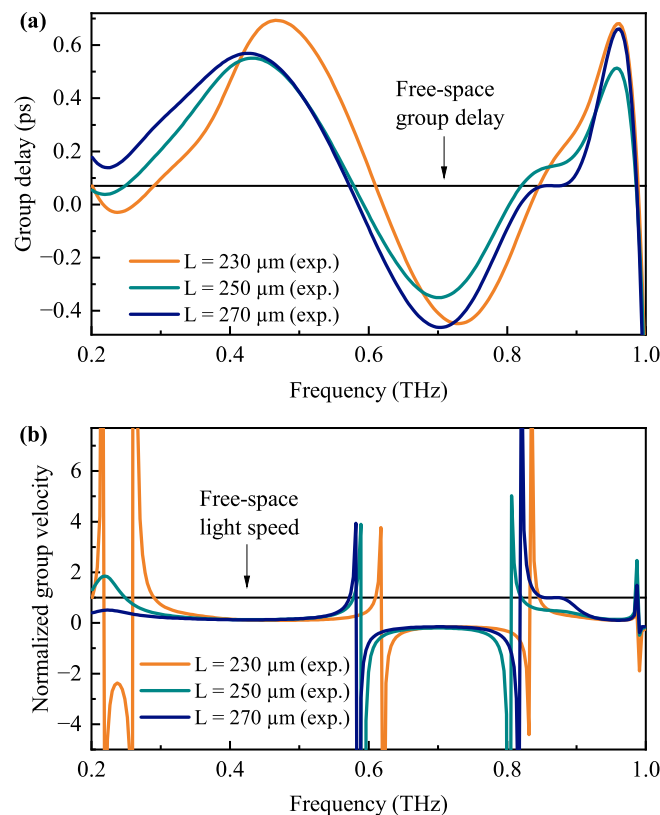 (a)
0.6
0.4
0.2
0.0
−0.2
−0.4
Group delay (ps)
Free-space
group delay
L = 230 µm (exp.)
L = 250 µm (exp.)
L = 270 µm (exp.)
0.2
0.4
0.6
0.8
1.0
Frequency (THz)
(b)
6
4
2
0
−2
−4
Normalized group velocity
Free-space
light speed
L = 230 µm (exp.)
L = 250 µm (exp.)
L = 270 µm (exp.)
0.2
0.4
0.6
0.8
1.0
Frequency (THz)